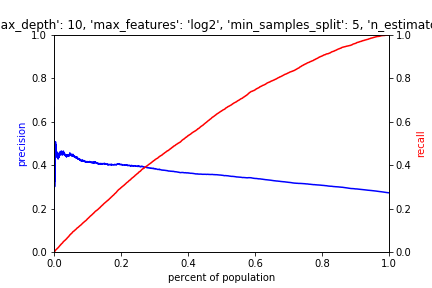 ax_depth': 10, 'max_features': 'log2', 'min_samples_split': 5, 'n_estimat
1.0
0.8
0.6
0.4
0.2
0.0
precision
1.0
0.8
0.6
0.4
0.2
0.0
recall
0.0 0.2 0.4 0.6 0.8 1.0
percent of population